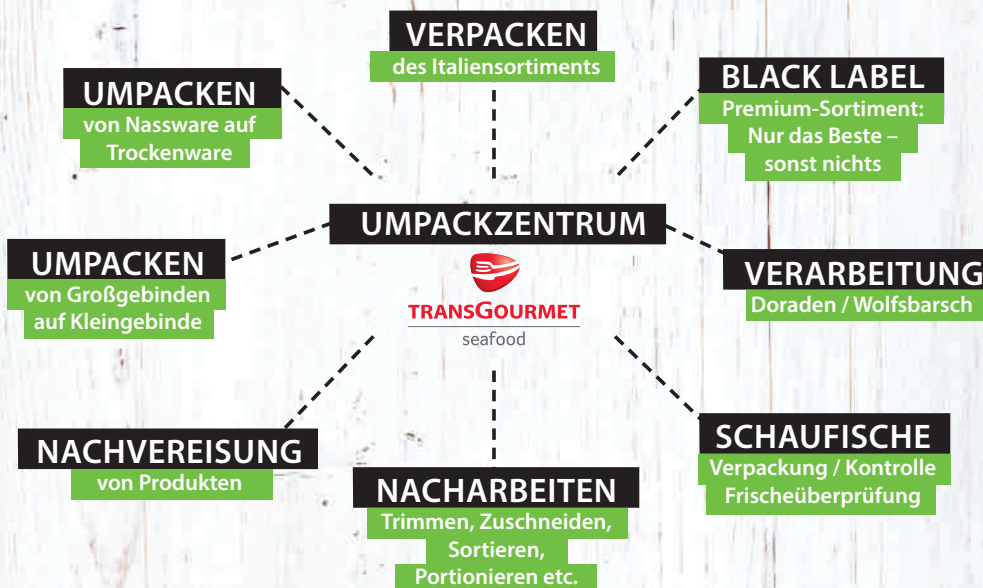 VERPACKEN
des Italiensortiments
UMPACKEN
von Nassware auf
Trockenware
BLACK LABEL
Premium-Sortiment:
Nur das Beste –
sonst nichts
UMPACKZENTRUM
TRANSGOURMET
seafood
UMPACKEN
von Großgebinden
auf Kleingebinde
VERARBEITUNG
Doraden / Wolfsbarsch
NACHVEREISUNG
von Produkten
NACHARBEITEN
Trimmen, Zuschneiden,
Sortieren,
Portionieren etc.
SCHAUFISCHE
Verpackung / Kontrolle
Frischeüberprüfung